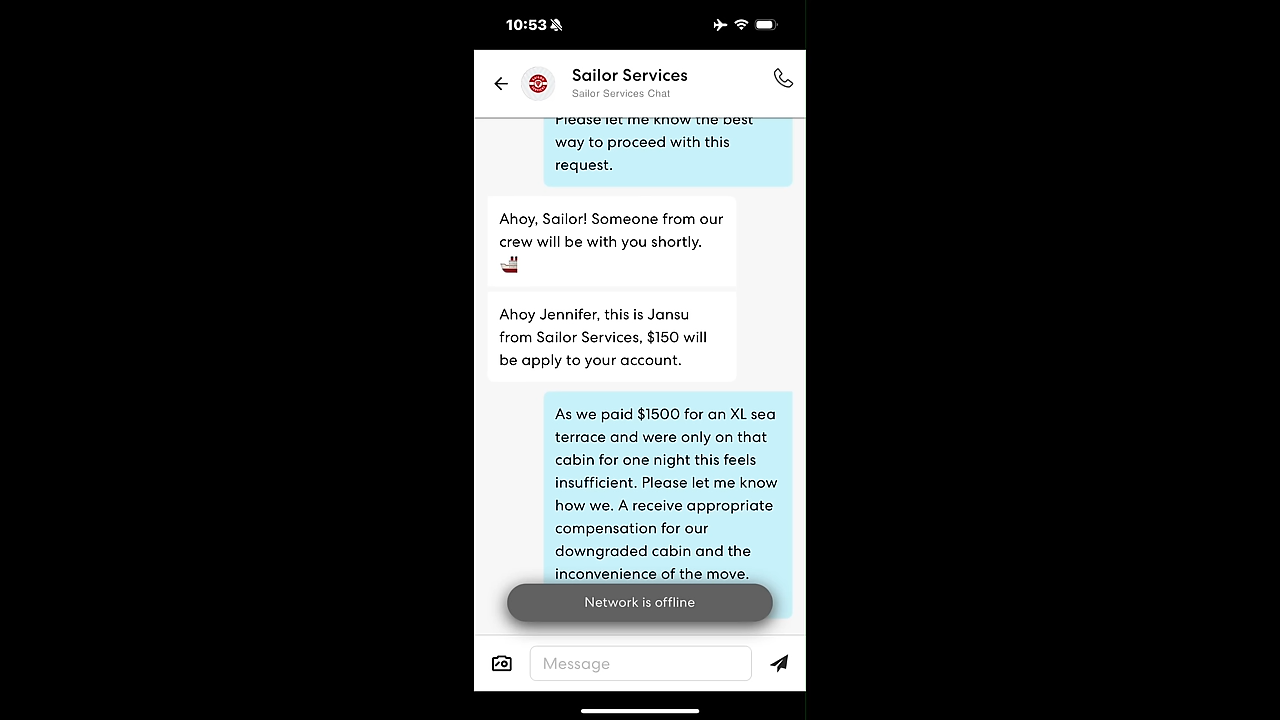 10:53
Sailor Services
Sailor Services Chat
Please let me know the best
way to proceed with this
request.
Ahoy, Sailor! Someone from our
crew will be with you shortly.
Ahoy Jennifer, this is Jansu
from Sailor Services, $150 will
be apply to your account.
As we paid $1500 for an XL sea
terrace and were only on that
cabin for one night this feels
insufficient. Please let me know
how we. A receive appropriate
compensation for our
downgraded cabin and the
inconvenience of the move.
Network is offline
Message